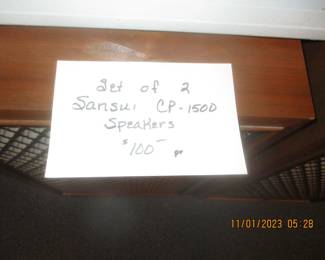 Set of 2
Sansui CP-1500
Speakers
$100— pr
11/01/2023 05:28